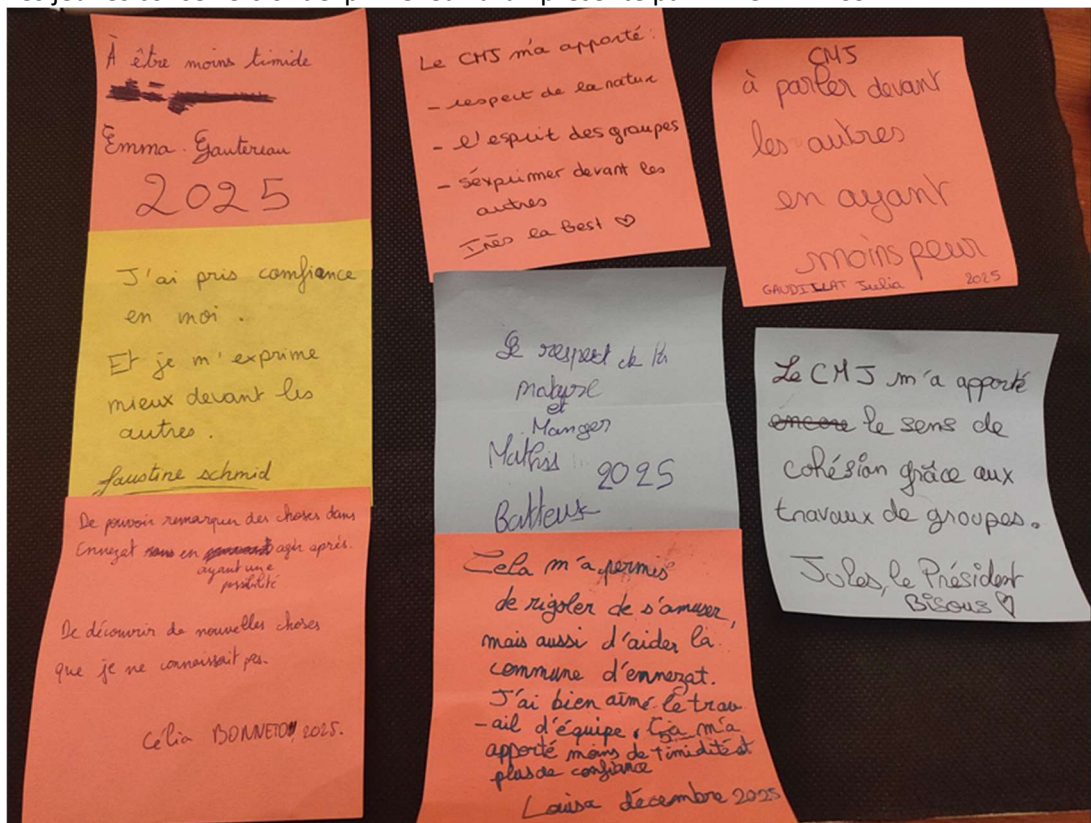 À être moins timide
Emma Gautereau
2025
J'ai pris comfiance
en moi.
Et je m'exprime
mieux devant les
autres.
faustine schmid
De pouvoir remarquer des choses dans
Ennezat en agir après.
ayant une
possibilité
De découvrir de nouvelles choses
que je ne connaissait pas.
Célia BONNETON 2025.
Le CMJ m'a apporté :
- respect de la nature
- l'esprit des groupes
- s'éxprimer devant les
autres
Inès la Best ♡
Le respect de la
et
Manger
Mathis 2025
Batteux
Cela m'a permis
de rigoler de s'amuser,
mais aussi d'aider la
commune d'ennezat.
J'ai bien aimé le trav
-ail d'équipe. Ça m'a
apporté moins de timidité et
plus de confiance
Louisa décembre 2025
CMJ
à parler devant
les autres
en ayant
moins peur
GAUDILLAT Julia 2025
Le CMJ m'a apporté
encore le sens de
cohésion grâce aux
travaux de groupes.
Jules, le Président
Bisous ♡